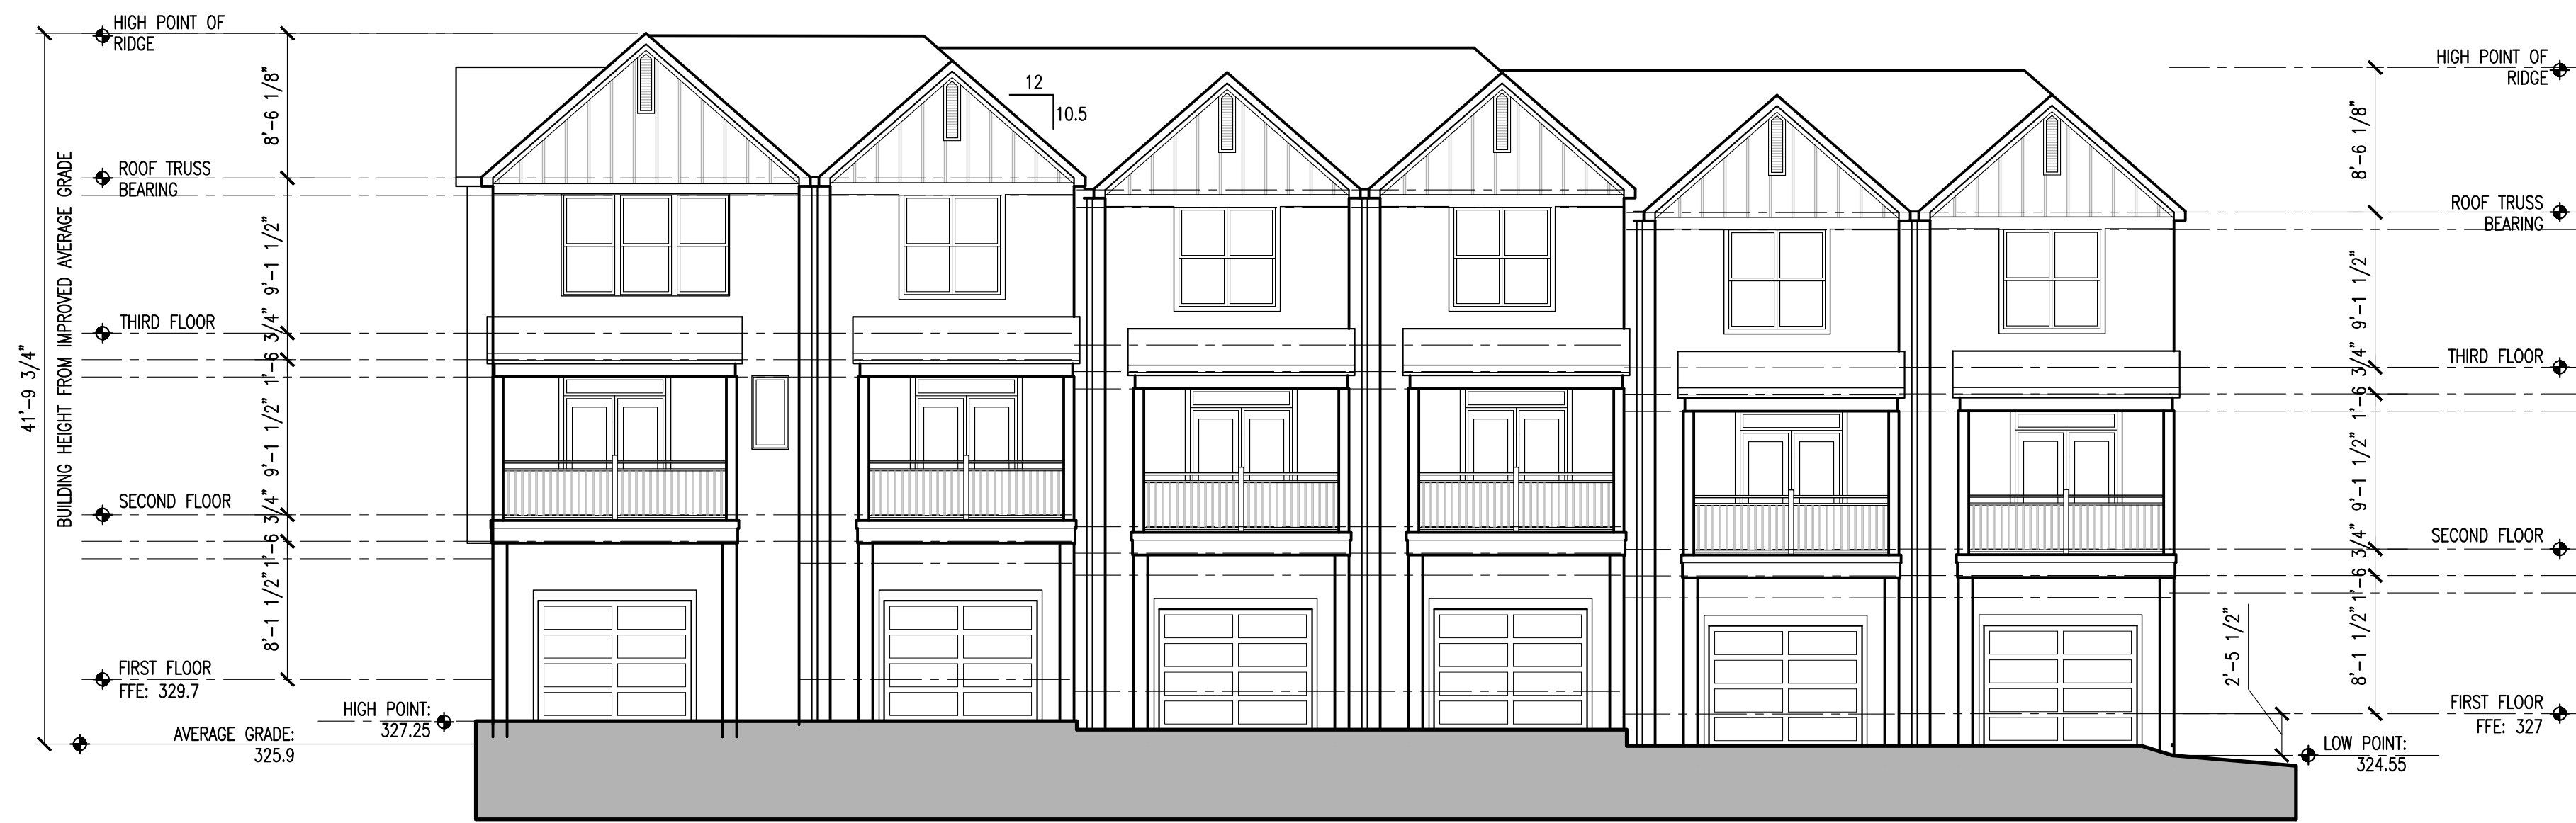 HIGH POINT OF
RIDGE
8'-6 1/8"
ROOF TRUSS
BEARING
9'-1 1/2"
THIRD FLOOR
1'-6 3/4"
9'-1 1/2"
SECOND FLOOR
1'-6 3/4"
8'-1 1/2"
FIRST FLOOR
FFE: 329.7
HIGH POINT:
327.25
AVERAGE GRADE:
325.9
41'-9 3/4"
BUILDING HEIGHT FROM IMPROVED AVERAGE GRADE
12
10.5
HIGH POINT OF
RIDGE
8'-6 1/8"
ROOF TRUSS
BEARING
9'-1 1/2"
THIRD FLOOR
1'-6 3/4"
9'-1 1/2"
SECOND FLOOR
1'-6 3/4"
8'-1 1/2"
2'-5 1/2"
FIRST FLOOR
FFE: 327
LOW POINT:
324.55